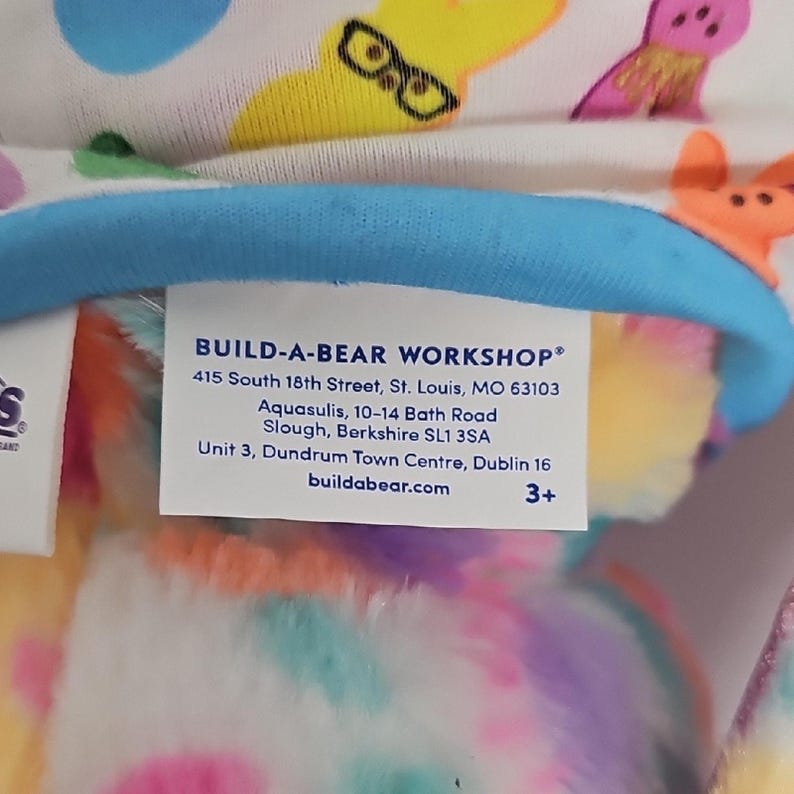 BUILD-A-BEAR WORKSHOP®
415 South 18th Street, St. Louis, MO 63103
Aquasulis, 10-14 Bath Road
Slough, Berkshire SL1 3SA
Unit 3, Dundrum Town Centre, Dublin 16
buildabear.com
3+